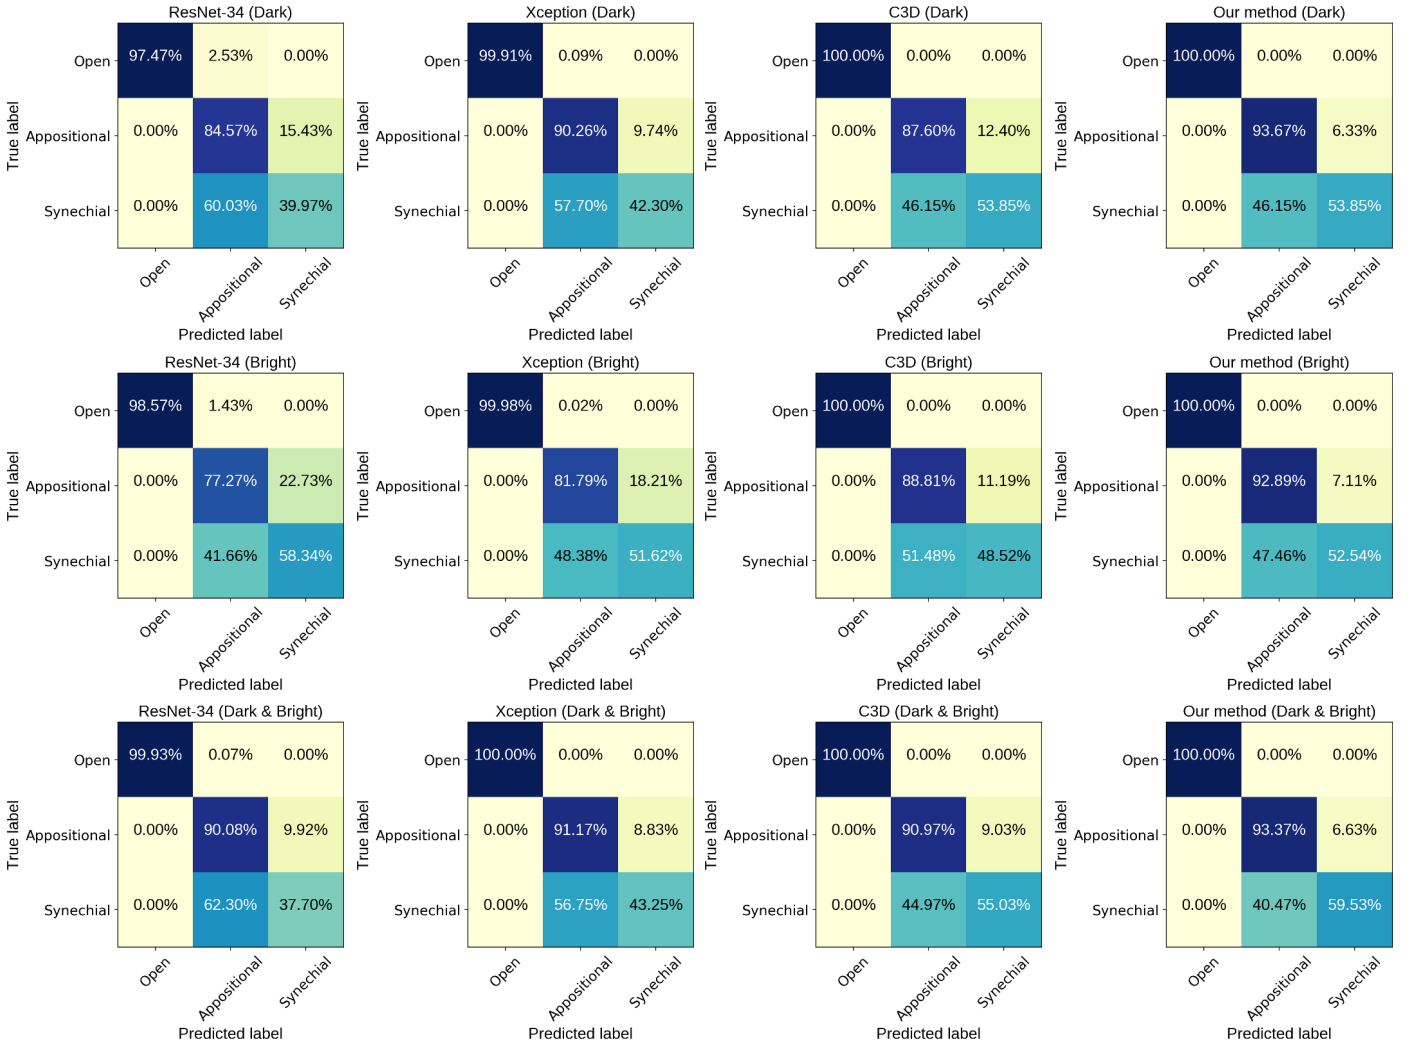 ResNet-34 (Dark)
Xception (Dark)
C3D (Dark)
Our method (Dark)
True label
Open
97.47% 2.53% 0.00%
Appositional
0.00% 84.57% 15.43%
Synechial
0.00% 60.03% 39.97%
Open
Appositional
Synechial
Predicted label
True label
Open
99.91% 0.09% 0.00%
Appositional
0.00% 90.26% 9.74%
Synechial
0.00% 57.70% 42.30%
Open
Appositional
Synechial
Predicted label
True label
Open
100.00% 0.00% 0.00%
Appositional
0.00% 87.60% 12.40%
Synechial
0.00% 46.15% 53.85%
Open
Appositional
Synechial
Predicted label
True label
Open
100.00% 0.00% 0.00%
Appositional
0.00% 93.67% 6.33%
Synechial
0.00% 46.15% 53.85%
Open
Appositional
Synechial
Predicted label
ResNet-34 (Bright)
Xception (Bright)
C3D (Bright)
Our method (Bright)
True label
Open
98.57% 1.43% 0.00%
Appositional
0.00% 77.27% 22.73%
Synechial
0.00% 41.66% 58.34%
Open
Appositional
Synechial
Predicted label
True label
Open
99.98% 0.02% 0.00%
Appositional
0.00% 81.79% 18.21%
Synechial
0.00% 48.38% 51.62%
Open
Appositional
Synechial
Predicted label
True label
Open
100.00% 0.00% 0.00%
Appositional
0.00% 88.81% 11.19%
Synechial
0.00% 51.48% 48.52%
Open
Appositional
Synechial
Predicted label
True label
Open
100.00% 0.00% 0.00%
Appositional
0.00% 92.89% 7.11%
Synechial
0.00% 47.46% 52.54%
Open
Appositional
Synechial
Predicted label
ResNet-34 (Dark & Bright)
Xception (Dark & Bright)
C3D (Dark & Bright)
Our method (Dark & Bright)
True label
Open
99.93% 0.07% 0.00%
Appositional
0.00% 90.08% 9.92%
Synechial
0.00% 62.30% 37.70%
Open
Appositional
Synechial
Predicted label
True label
Open
100.00% 0.00% 0.00%
Appositional
0.00% 91.17% 8.83%
Synechial
0.00% 56.75% 43.25%
Open
Appositional
Synechial
Predicted label
True label
Open
100.00% 0.00% 0.00%
Appositional
0.00% 90.97% 9.03%
Synechial
0.00% 44.97% 55.03%
Open
Appositional
Synechial
Predicted label
True label
Open
100.00% 0.00% 0.00%
Appositional
0.00% 93.37% 6.63%
Synechial
0.00% 40.47% 59.53%
Open
Appositional
Synechial
Predicted label